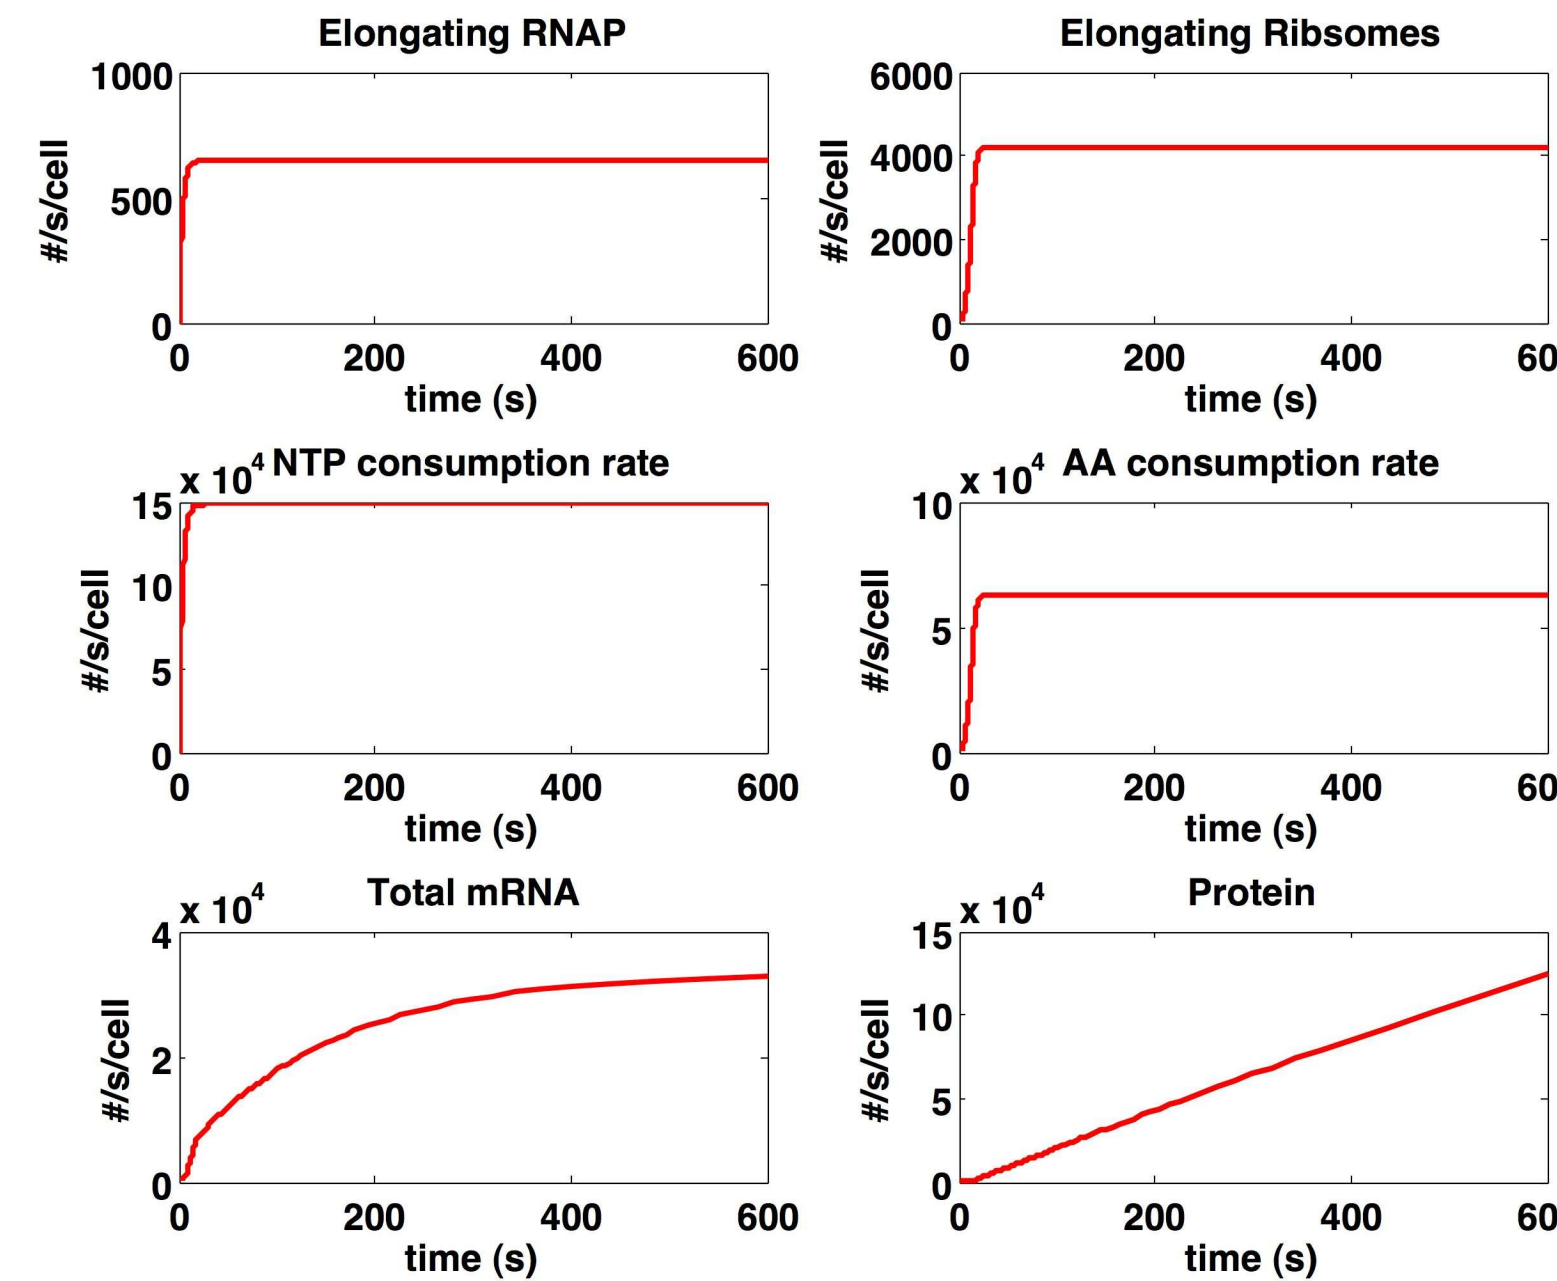 Elongating RNAP
1000
500
0
#/s/cell
0 200 400 600
time (s)
Elongating Ribsomes
6000
4000
2000
0
#/s/cell
0 200 400 60
time (s)
x 10⁴ NTP consumption rate
15
10
5
0
#/s/cell
0 200 400 600
time (s)
x 10⁴ AA consumption rate
10
5
0
#/s/cell
0 200 400 60
time (s)
x 10⁴ Total mRNA
4
2
0
#/s/cell
0 200 400 600
time (s)
x 10⁴ Protein
15
10
5
0
#/s/cell
0 200 400 60
time (s)